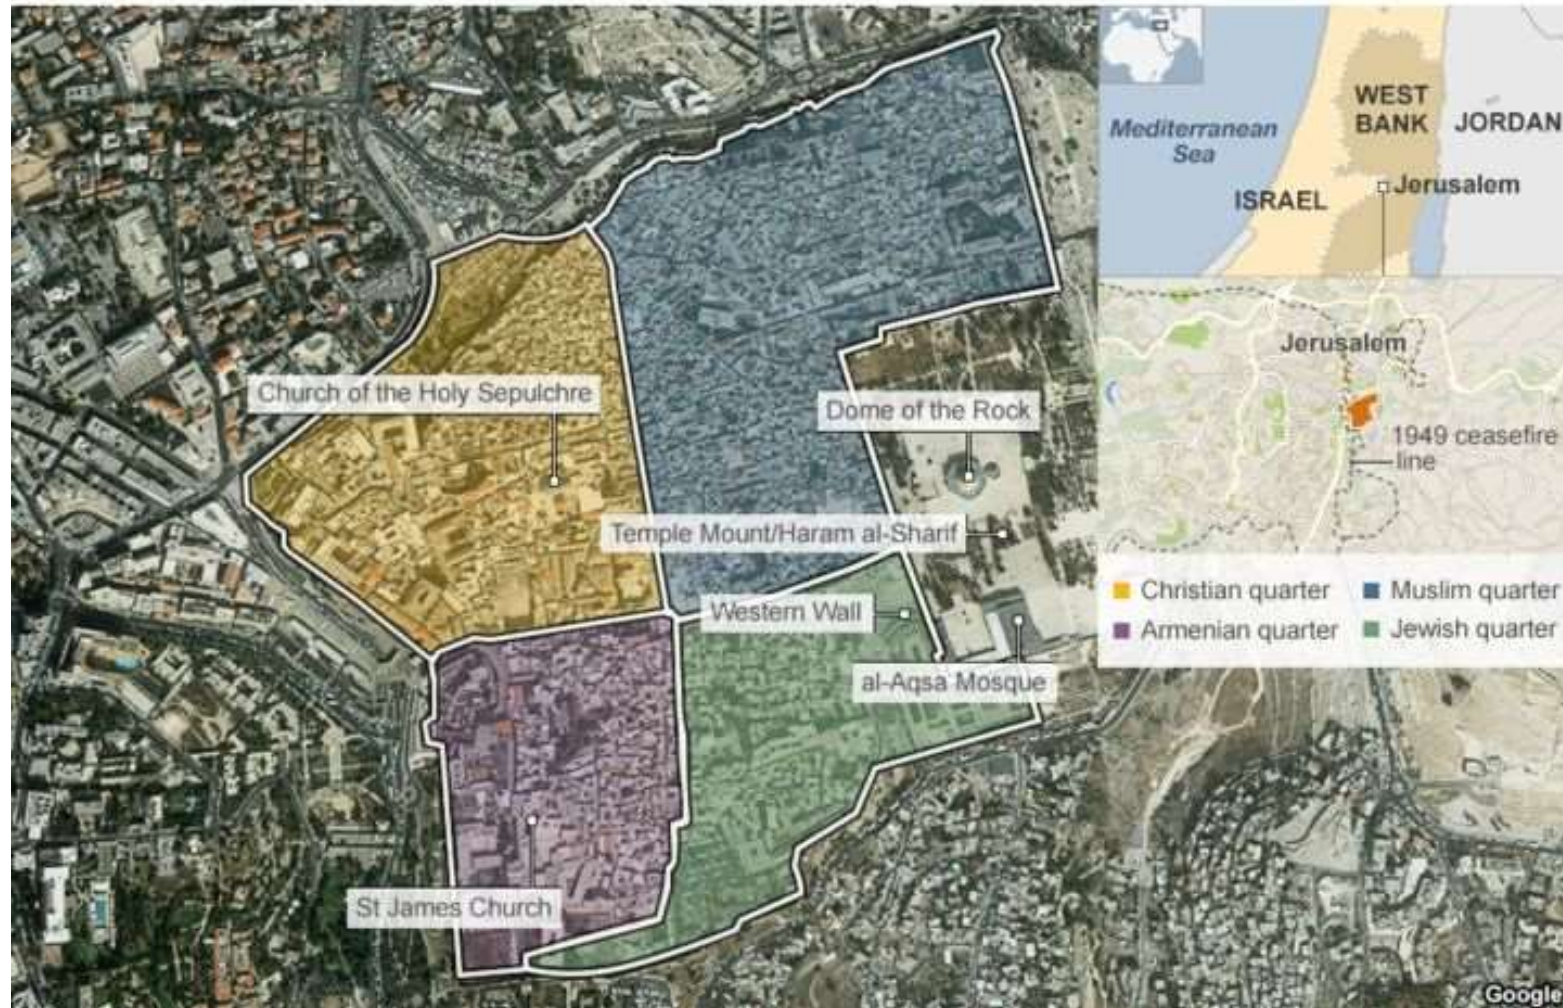 Church of the Holy Sepulchre
Dome of the Rock
Temple Mount/Haram al-Sharif
Western Wall
al-Aqsa Mosque
St James Church
Mediterranean
Sea
WEST
BANK
JORDAN
ISRAEL
Jerusalem
Jerusalem
1949 ceasefire
line
Christian quarter
Muslim quarter
Armenian quarter
Jewish quarter
Google